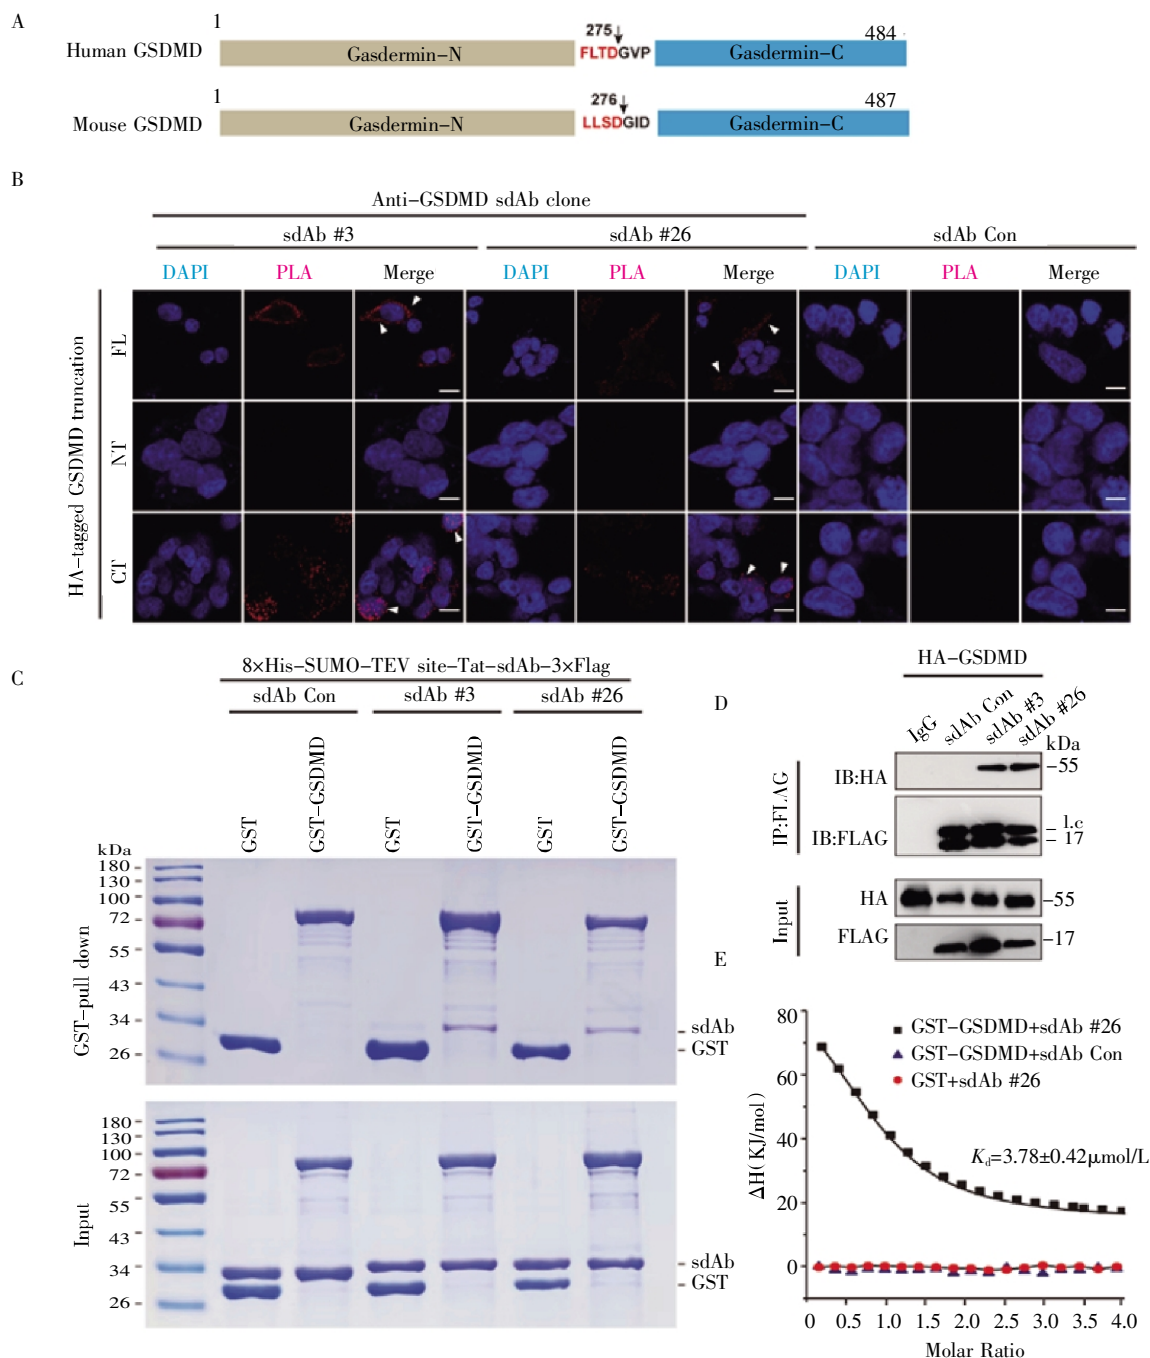 A
1
275↓
484
Human GSDMD
Gasdermin-N
FLTDGVP
Gasdermin-C
1
276↓
487
Mouse GSDMD
Gasdermin-N
LLSDGID
Gasdermin-C
B
Anti-GSDMD sdAb clone
sdAb #3
sdAb #26
sdAb Con
DAPI
PLA
Merge
DAPI
PLA
Merge
DAPI
PLA
Merge
HA-tagged GSDMD truncation
FL
NT
CT
C
8×His-SUMO-TEV site-Tat-sdAb-3×Flag
sdAb Con
sdAb #3
sdAb #26
GST
GST-GSDMD
GST
GST-GSDMD
GST
GST-GSDMD
kDa
GST-pull down
180
130
100
72
55
43
34
26
sdAb
GST
Input
180
130
100
72
55
43
34
26
sdAb
GST
D
HA-GSDMD
IgG
sdAb Con
sdAb #3
sdAb #26
kDa
IP:FLAG
IB:HA
-55
IB:FLAG
- l.c
- 17
Input
HA
-55
FLAG
-17
E
ΔH(KJ/mol)
80
60
40
20
0
GST-GSDMD+sdAb #26
GST-GSDMD+sdAb Con
GST+sdAb #26
Kd=3.78±0.42μmol/L
0 0.5 1.0 1.5 2.0 2.5 3.0 3.5 4.0
Molar Ratio